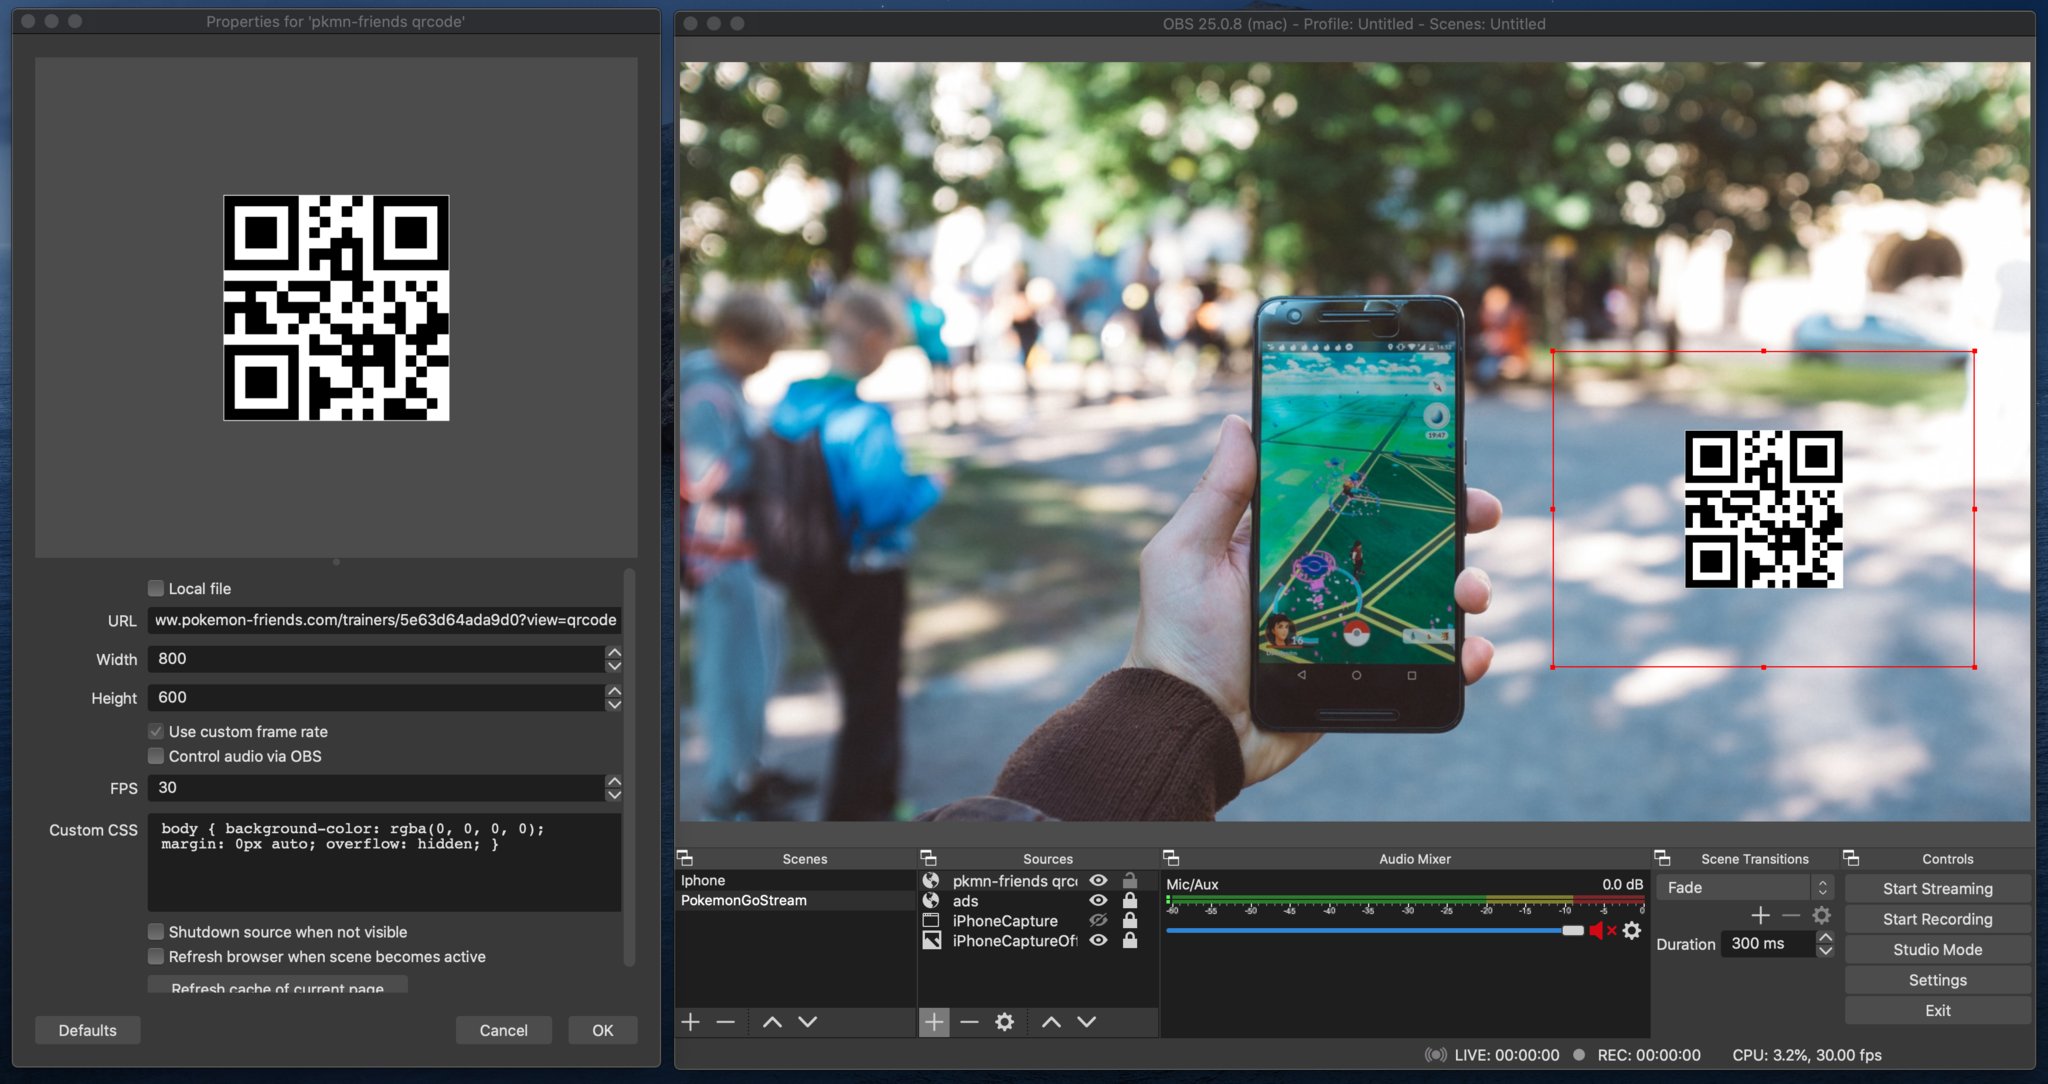 Properties for 'pkmn-friends qrcode'
Local file
URL
ww.pokemon-friends.com/trainers/5e63d64ada9d0?view=qrcode
Width
800
Height
600
Use custom frame rate
Control audio via OBS
FPS
30
Custom CSS
body { background-color: rgba(0, 0, 0, 0);
margin: 0px auto; overflow: hidden; }
Shutdown source when not visible
Refresh browser when scene becomes active
Refresh cache of current page
Defaults
Cancel
OK
OBS 25.0.8 (mac) - Profile: Untitled - Scenes: Untitled
19:47
16
Scenes
Iphone
PokemonGoStream
Sources
pkmn-friends qrc
ads
iPhoneCapture
iPhoneCaptureOf
Audio Mixer
Mic/Aux
0.0 dB
-60 -55 -50 -45 -40 -35 -30 -25 -20 -15 -10 -5 0
Scene Transitions
Fade
Duration
300 ms
Controls
Start Streaming
Start Recording
Studio Mode
Settings
Exit
LIVE: 00:00:00
REC: 00:00:00
CPU: 3.2%, 30.00 fps